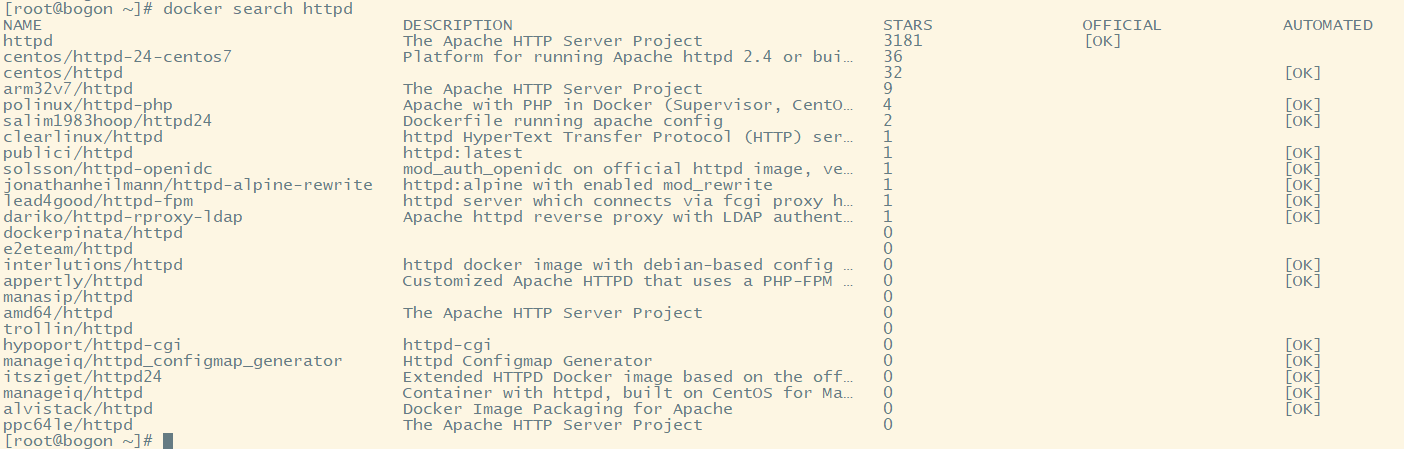 [root@bogon ~]# docker search httpd
NAME DESCRIPTION STARS OFFICIAL AUTOMATED
httpd The Apache HTTP Server Project 3181 [OK]
centos/httpd-24-centos7 Platform for running Apache httpd 2.4 or bui… 36
centos/httpd 32 [OK]
arm32v7/httpd The Apache HTTP Server Project 9
polinux/httpd-php Apache with PHP in Docker (Supervisor, CentO… 4 [OK]
salim1983hoop/httpd24 Dockerfile running apache config 2 [OK]
clearlinux/httpd httpd HyperText Transfer Protocol (HTTP) ser… 1
publici/httpd httpd:latest 1 [OK]
solsson/httpd-openidc mod_auth_openidc on official httpd image, ve… 1 [OK]
jonathanheilmann/httpd-alpine-rewrite httpd:alpine with enabled mod_rewrite 1 [OK]
lead4good/httpd-fpm httpd server which connects via fcgi proxy h… 1 [OK]
dariko/httpd-rproxy-ldap Apache httpd reverse proxy with LDAP authent… 1 [OK]
dockerpinata/httpd 0
e2eteam/httpd 0
interlutions/httpd httpd docker image with debian-based config … 0 [OK]
appertly/httpd Customized Apache HTTPD that uses a PHP-FPM … 0 [OK]
manasip/httpd 0
amd64/httpd The Apache HTTP Server Project 0
trollin/httpd 0
hypoport/httpd-cgi httpd-cgi 0 [OK]
manageiq/httpd_configmap_generator Httpd Configmap Generator 0 [OK]
itsziget/httpd24 Extended HTTPD Docker image based on the off… 0 [OK]
manageiq/httpd Container with httpd, built on CentOS for Ma… 0 [OK]
alvistack/httpd Docker Image Packaging for Apache 0 [OK]
ppc64le/httpd The Apache HTTP Server Project 0
[root@bogon ~]#